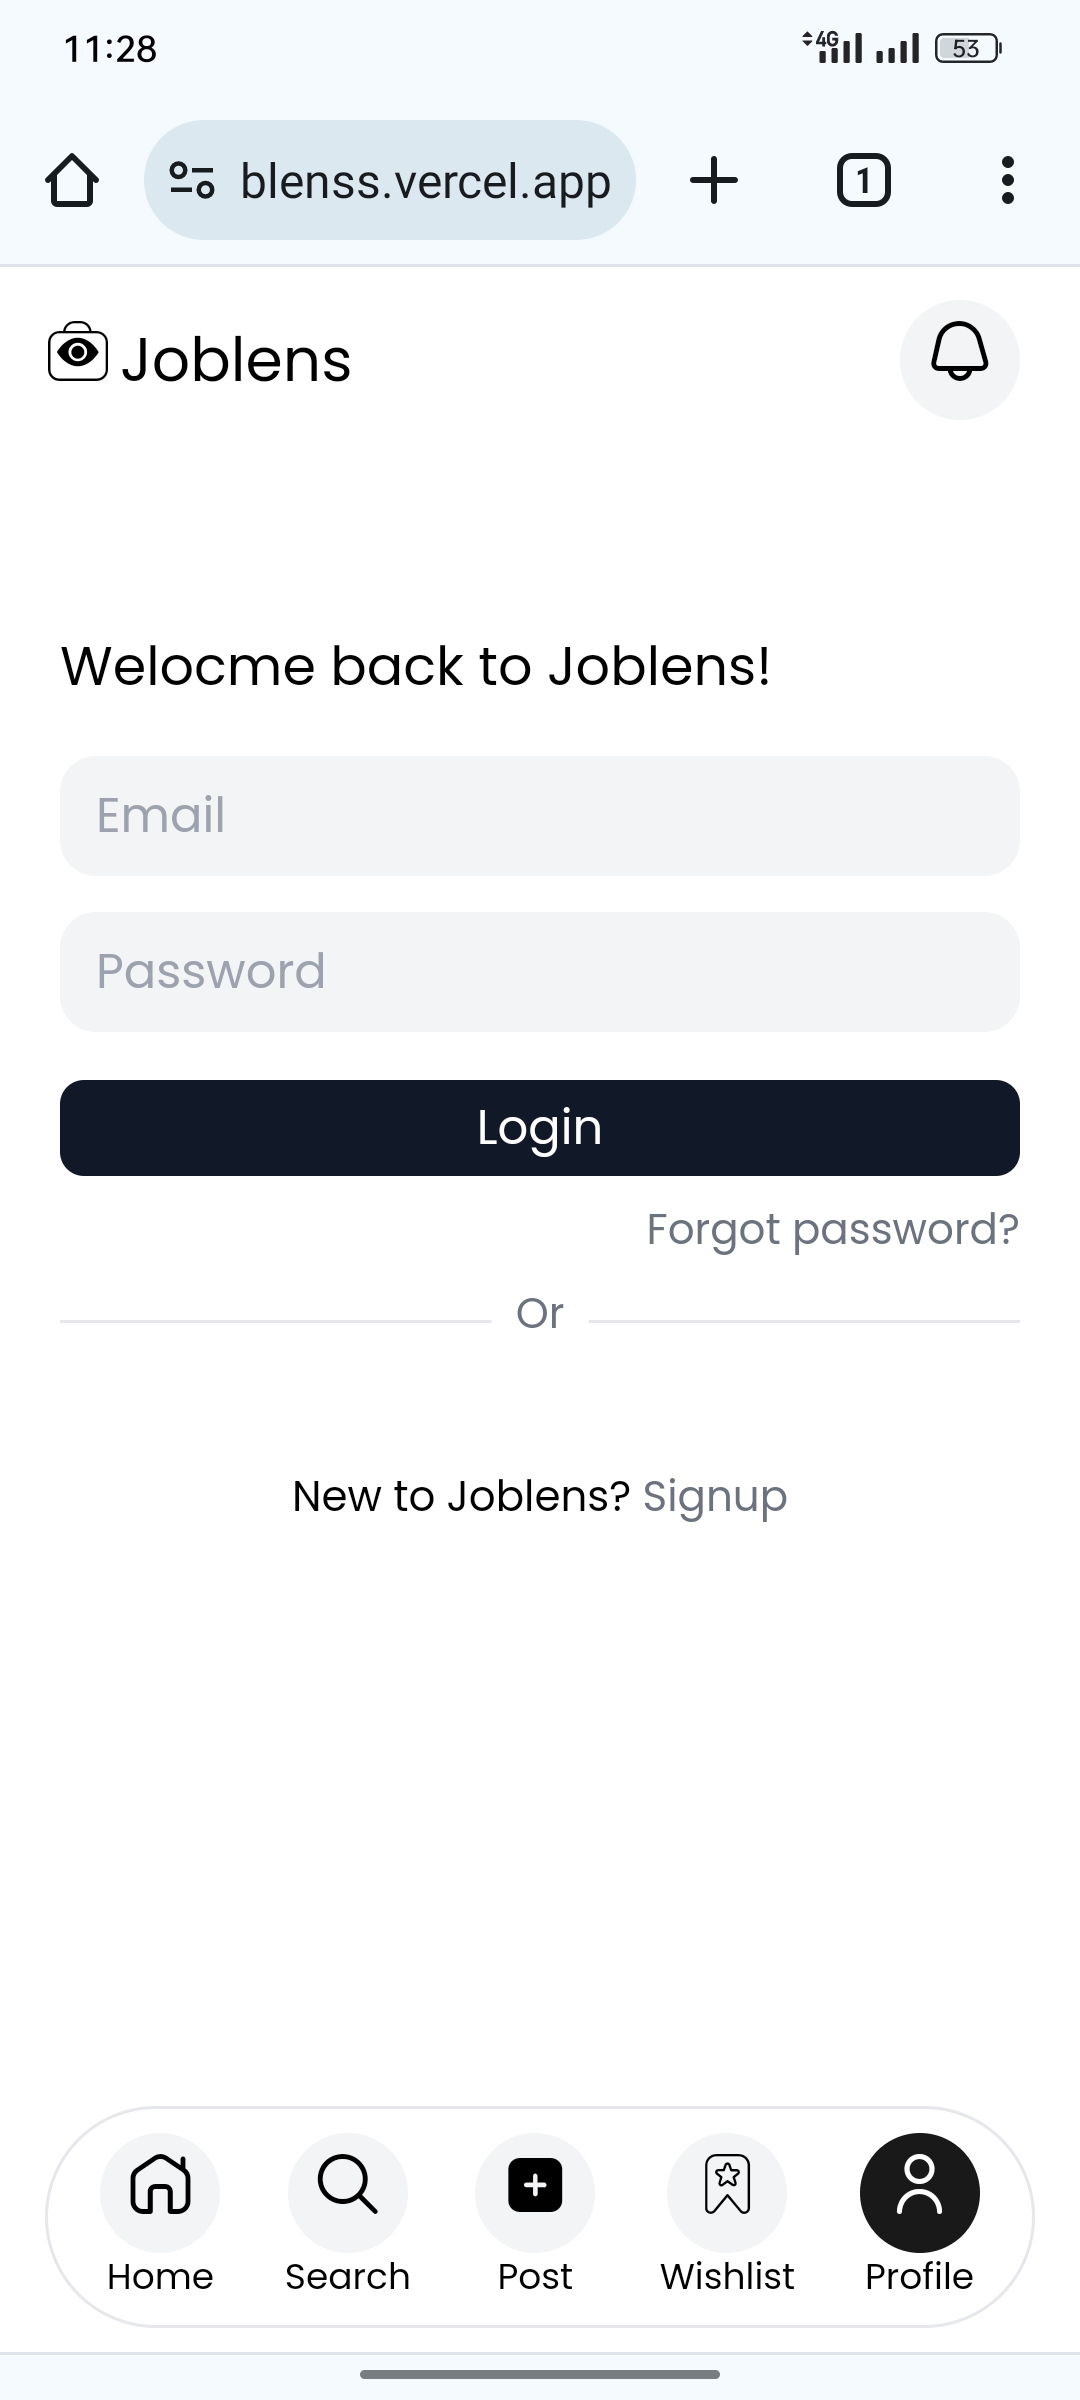 11:28
4G
53
blenss.vercel.app
1
Joblens
Welocme back to Joblens!
Email
Password
Login
Forgot password?
Or
New to Joblens? Signup
Home Search Post Wishlist Profile